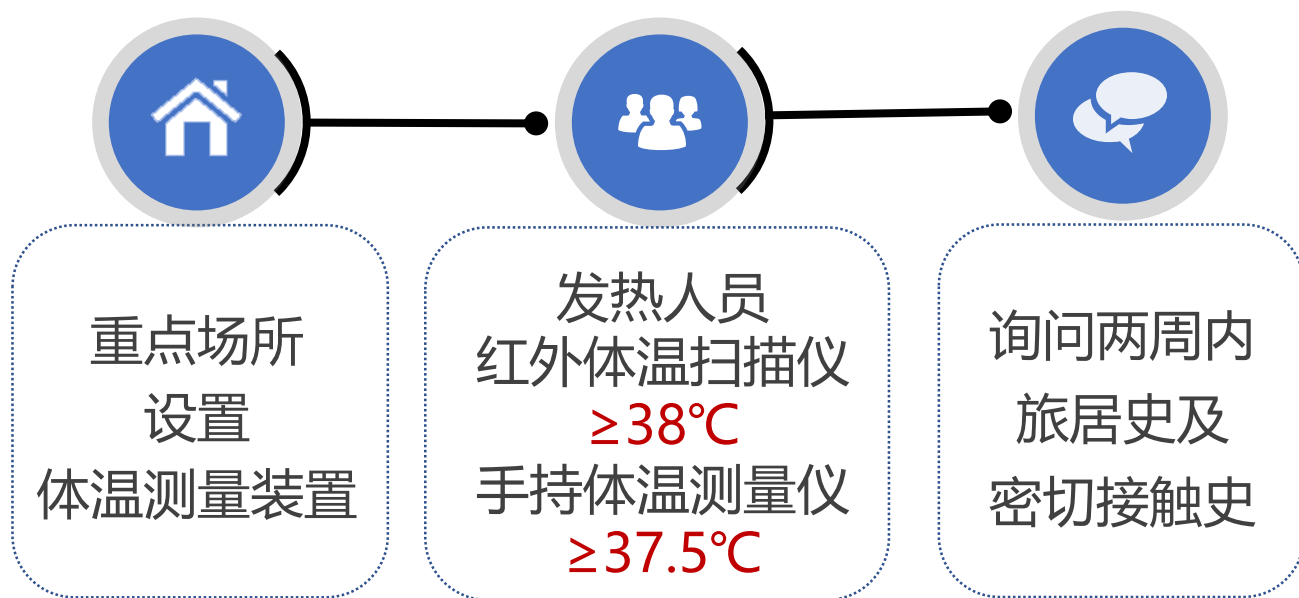 重点场所
设置
体温测量装置
发热人员
红外体温扫描仪
≥38℃
手持体温测量仪
≥37.5℃
询问两周内
旅居史及
密切接触史